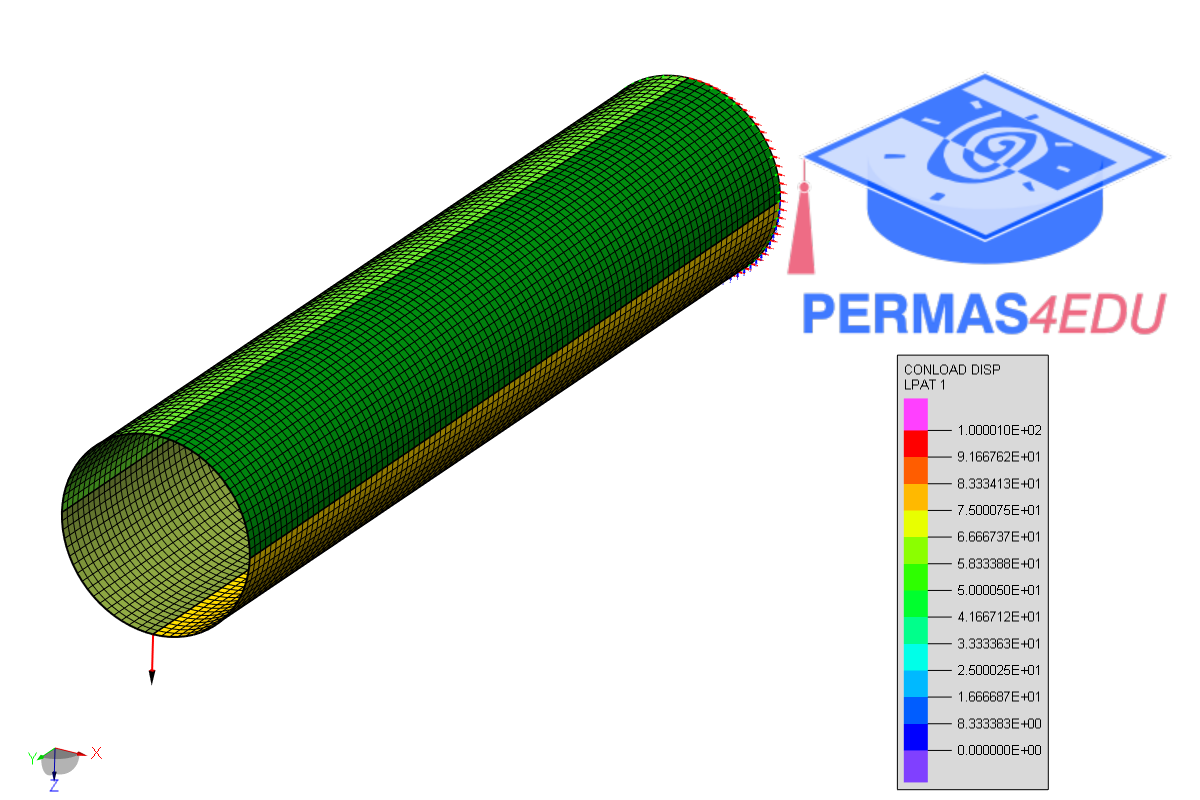 PERMAS4EDU
CONLOAD DISP
LPAT 1
1.000010E+02
9.166762E+01
8.333413E+01
7.500075E+01
6.666737E+01
5.833388E+01
5.000050E+01
4.166712E+01
3.333363E+01
2.500025E+01
1.666687E+01
8.333383E+00
0.000000E+00
Y
X
Z